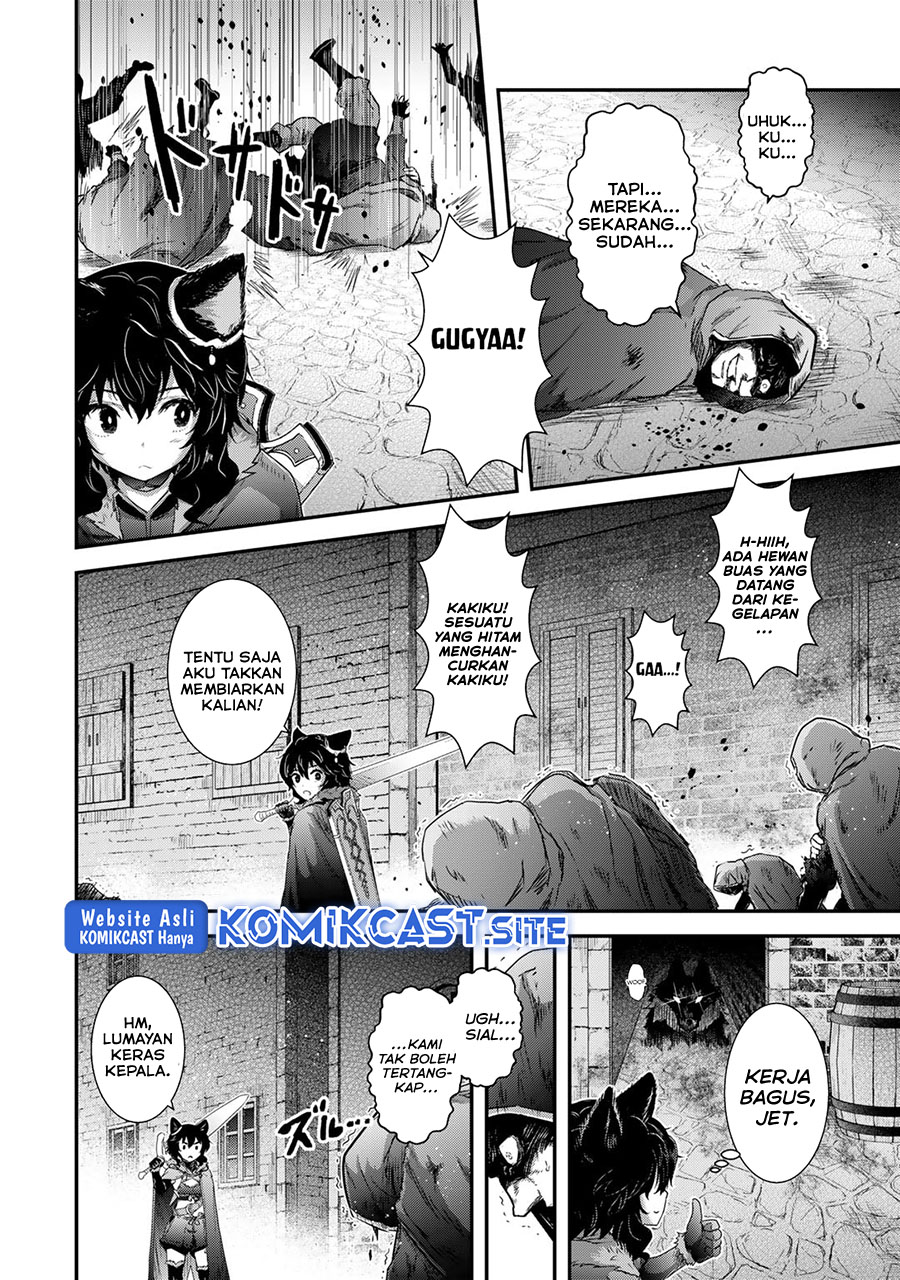 UHUK...
KU...
KU...
TAPI...
MEREKA...
SEKARANG...
SUDAH...
ドサ
ドサ
GUGYAA!
H-HIIH,
ADA HEWAN
BUAS YANG
DATANG
DARI KE-
GELAPAN
...
GAA...!
KAKIKU!
SESUATU
YANG HITAM
MENGHAN-
CURKAN
KAKIKU!
TENTU SAJA
AKU TAKKAN
MEMBIARKAN
KALIAN!
Website Asli
KOMIKCAST Hanya
KOMIKCAST.SITE
WOOF
KERJA
BAGUS,
JET.
UGH...
SIAL...
...KAMI
TAK BOLEH
TERTANG-
KAP...
ズル...
HM,
LUMAYAN
KERAS
KEPALA.